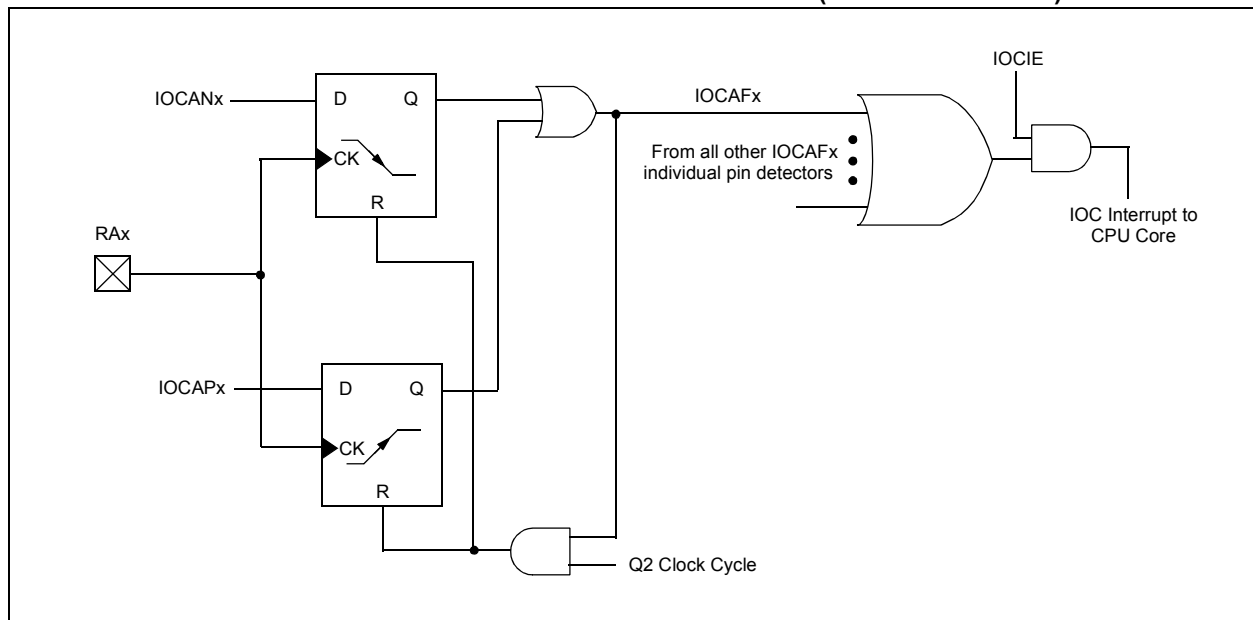 IOCIE
IOCANx
D
Q
IOCAFx
CK
From all other IOCAFx
individual pin detectors
R
IOC Interrupt to
CPU Core
RAx
IOCAPx
D
Q
CK
R
Q2 Clock Cycle